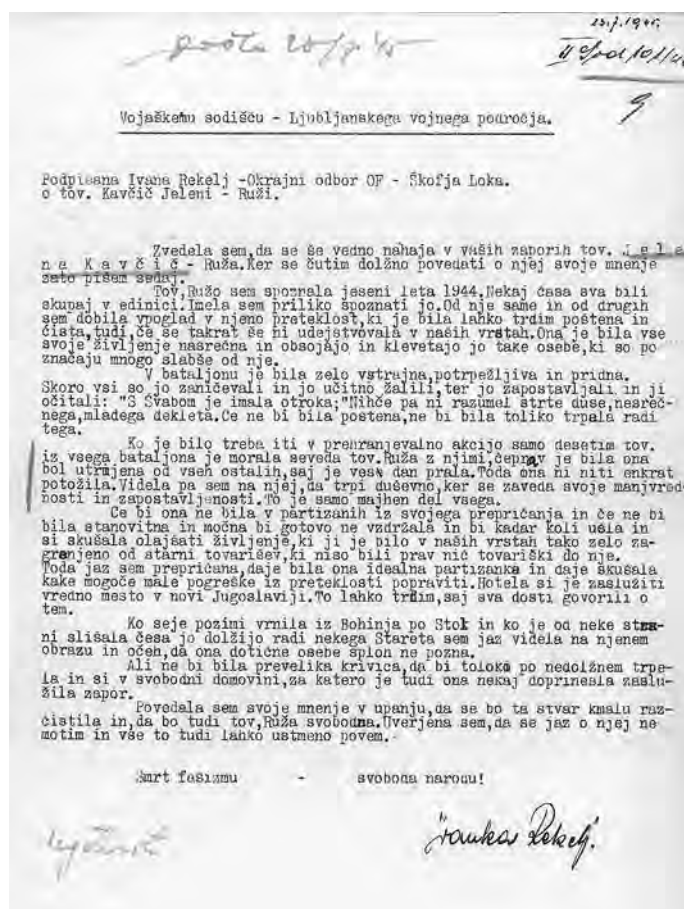 23.7.1945.
pošta 20/7 45
Vojaškemu sodišču - Ljubljanskega vojnega področja.
Podpisana Ivana Rekelj -Okrajni odbor OF - Škofja Loka.
o tov. Kavčič Jeleni - Ruži.
Zvedela sem,da se še vedno nahaja v vaših zaporih tov. J e l e
n a  K a v č i č - Ruža.Ker se čutim dolžno povedati o njej svoje mnenje
zato pišem sedaj.
Tov.Ružo sem spoznala jeseni leta 1944.Nekaj časa sva bili
skupaj v edinici.Imela sem priliko spoznati jo.Od nje same in od drugih
sem dobila vpogled v njeno preteklost,ki je bila lahko trdim poštena in
čista,tudi,če se takrat še ni udejstvovala v naših vrstah.Ona je bila vse
svoje življenje nasrečna in obsojajo in klevetajo jo take osebe,ki so po
značaju mnogo slabše od nje.
V bataljonu je bila zelo vstrajna,potrpežljiva in pridna.
Skoro vsi so jo zaničevali in jo učitno žalili,ter jo zapostavljali in ji
očitali: "S Švabom je imala otroka;"Nihče pa ni razumel strte duše,nesreč-
nega,mladega dekleta.Če ne bi bila poštena,ne bi bila toliko trpala radi
tega.
Ko je bilo treba iti v prehranjevalno akcijo samo desetim tov.
iz vsega bataljona je morala seveda tov.Ruža z njimi,čeprav je bila ona
bol utrujena od vseh ostalih,saj je ves dan prala.Toda ona ni niti enkrat
potožila.Videla pa sem na njej,da trpi duševno,ker se zaveda svoje manjvred-
nosti in zapostavljenosti.To je samo majhen del vsega.
Če bi ona ne bila v partizanih iz svojega prepričanja in če ne bi
bila stanovitna in močna bi gotovo ne vzdržala in bi kadar koli ušla in
si skušala olajšati življenje,ki ji je pilo v naših vrstah tako zelo za-
grenjeno od starni tovarišev,ki niso bili prav nič tovariški do nje.
Toda jaz sem prepričana,daje bila ona idealna partizanka in daje skušala
kake mogoče male pogreške iz preteklosti popraviti.Hotela si je zaslužiti
vredno mesto v novi Jugoslaviji.To lahko trdim,saj sva dosti govorili o
tem.
Ko seje pozimi vrnila iz Bohinja po Stol in ko je od neke stra-
ni slišala česa jo dolžijo radi nekega Stareta sem jaz videla na njenem
obrazu in očeh,da ona dotične osebe sploh ne pozna.
Ali ne bi bila prevelika krivica,da bi toloko po nedolžnem trpe-
la in si v svobodni domovini,za katero je tudi ona nekaj doprinesla zaslu-
žila zapor.
Povedala sem svoje mnenje v upanju,da se bo ta stvar kmalu raz-
čistila in,da bo tudi tov,Ruža svobodna.Uverjena sem,da se jaz o njej ne
motim in vse to tudi lahko ustmeno povem.-
Smrt fašizmu - svoboda narodu!
Ivanka Rekelj.